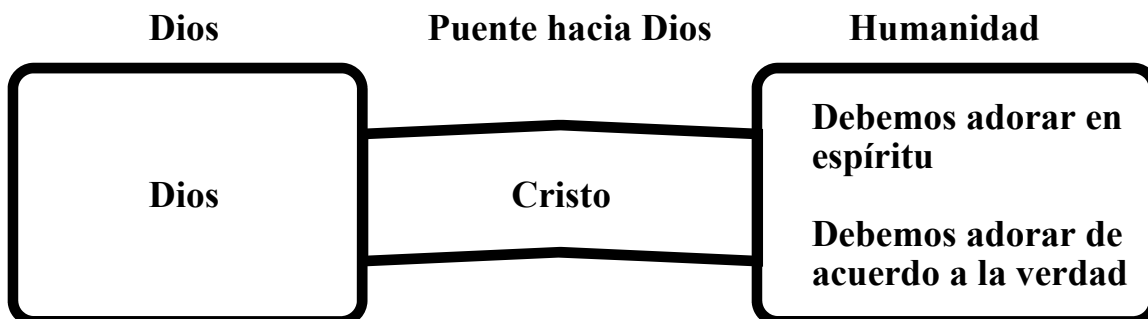 Dios Puente hacia Dios Humanidad
Debemos adorar en
espíritu
Dios Cristo
Debemos adorar de
acuerdo a la verdad